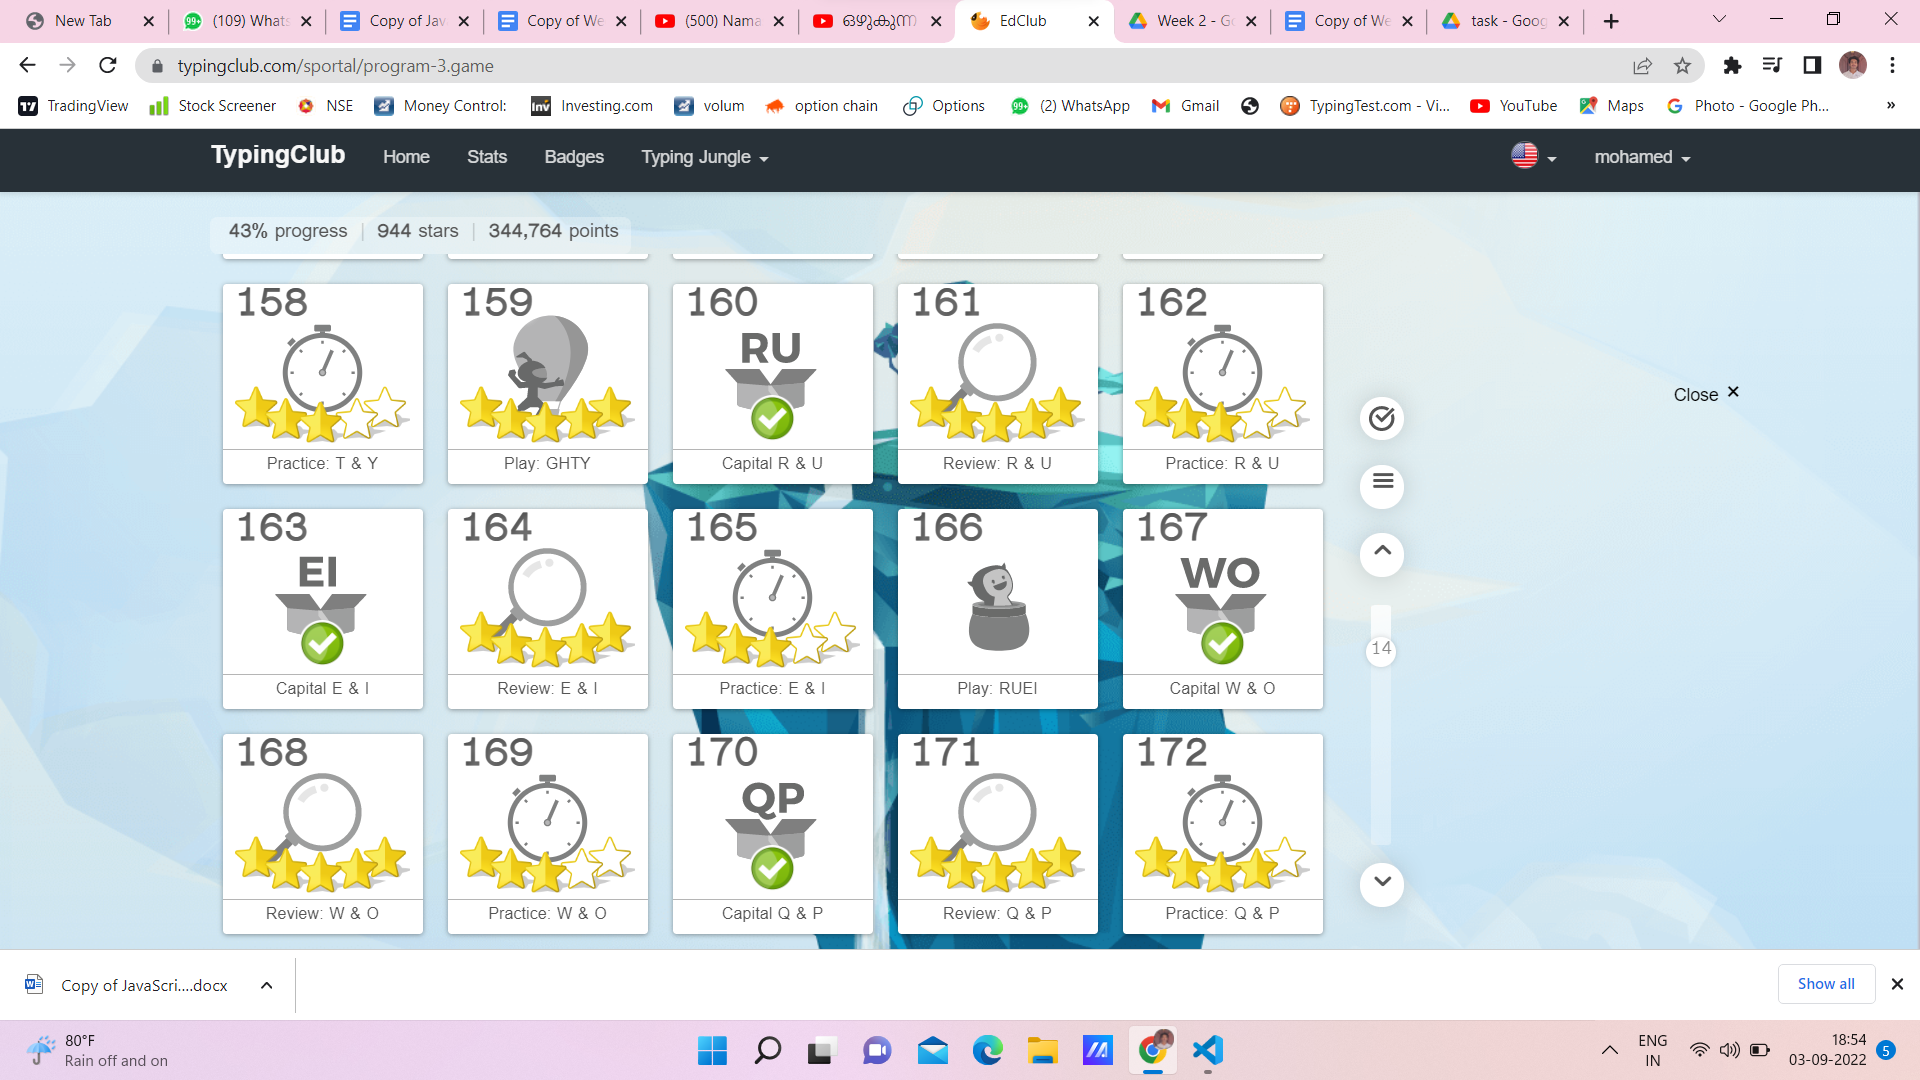 New Tab
(109) Whats
Copy of Jav
Copy of We
(500) Nama
ഒഴുകുന്ന
EdClub
Week 2 - Go
Copy of We
task - Goog
typingclub.com/sportal/program-3.game
TradingView
Stock Screener
NSE
Money Control:
Inv
Investing.com
volum
option chain
Options
99+
(2) WhatsApp
Gmail
TypingTest.com - Vi...
YouTube
Maps
Photo - Google Ph...
»
TypingClub
Home
Stats
Badges
Typing Jungle
mohamed
43% progress | 944 stars | 344,764 points
158
Practice: T & Y
159
Play: GHTY
160
RU
Capital R & U
161
Review: R & U
162
Practice: R & U
Close
163
EI
Capital E & I
164
Review: E & I
165
Practice: E & I
166
Play: RUEI
167
WO
Capital W & O
14
168
Review: W & O
169
Practice: W & O
170
QP
Capital Q & P
171
Review: Q & P
172
Practice: Q & P
Copy of JavaScri....docx
Show all
80°F
Rain off and on
ENG
IN
18:54
03-09-2022
5